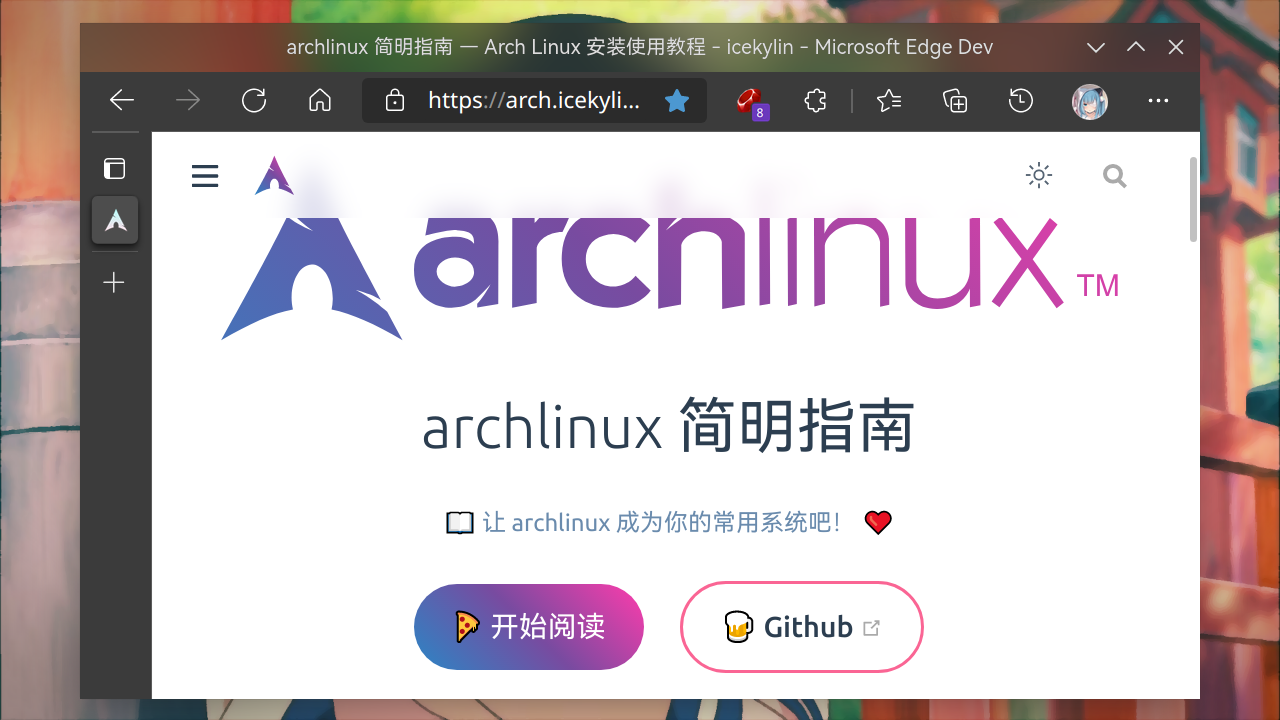 archlinux 简明指南 — Arch Linux 安装使用教程 - icekylin - Microsoft Edge Dev
https://arch.icekyli...
8
archlinux TM
archlinux 简明指南
让 archlinux 成为你的常用系统吧！
开始阅读
Github